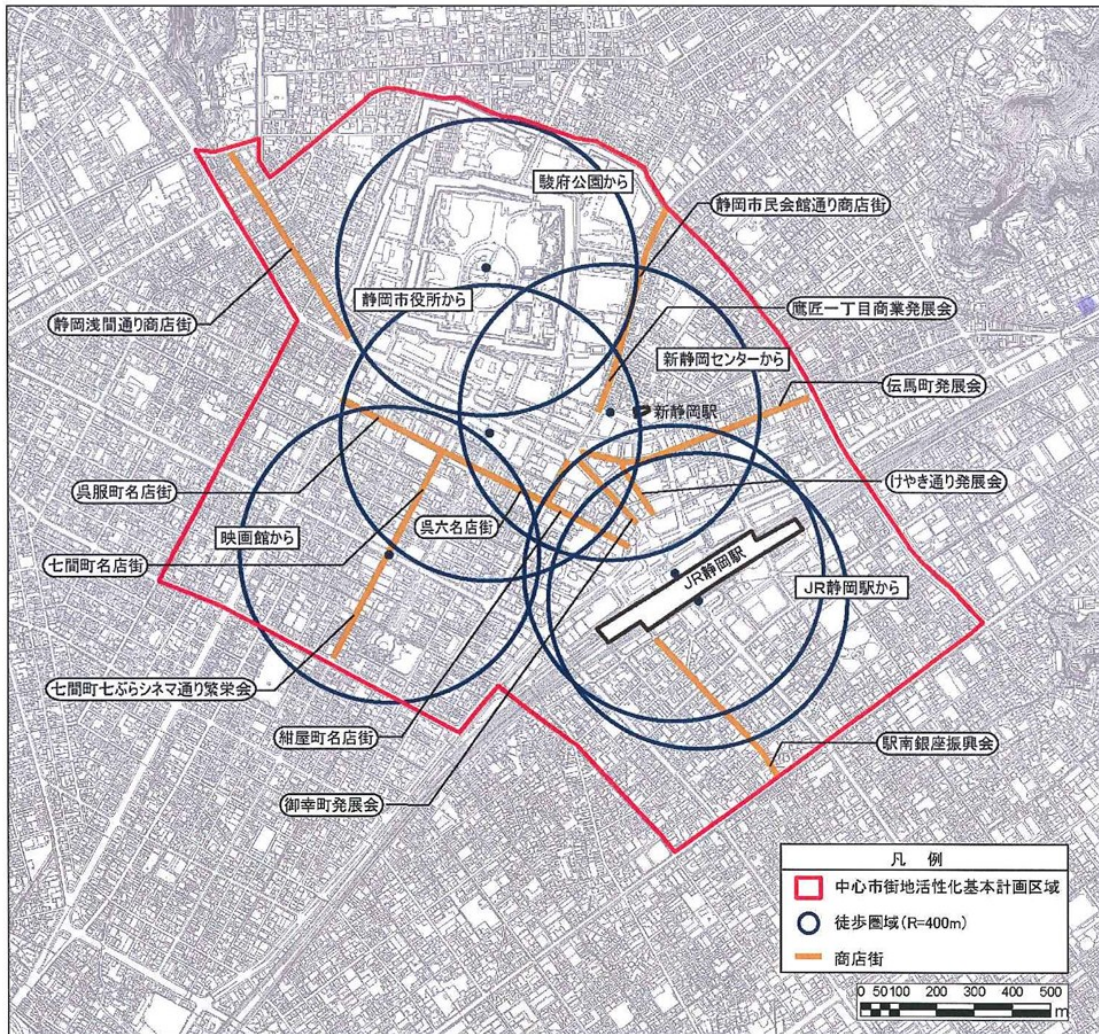 駿府公園から
静岡市民会館通り商店街
静岡市役所から
鷹匠一丁目商業発展会
静岡浅間通り商店街
新静岡センターから
伝馬町発展会
新静岡駅
呉服町名店街
けやき通り発展会
呉六名店街
映画館から
七間町名店街
JR静岡駅
JR静岡駅から
七間町七ぶらシネマ通り繁栄会
紺屋町名店街
駅南銀座振興会
御幸町発展会
凡 例
中心市街地活性化基本計画区域
徒歩圏域(R=400m)
商店街
0 50 100 200 300 400 500
m